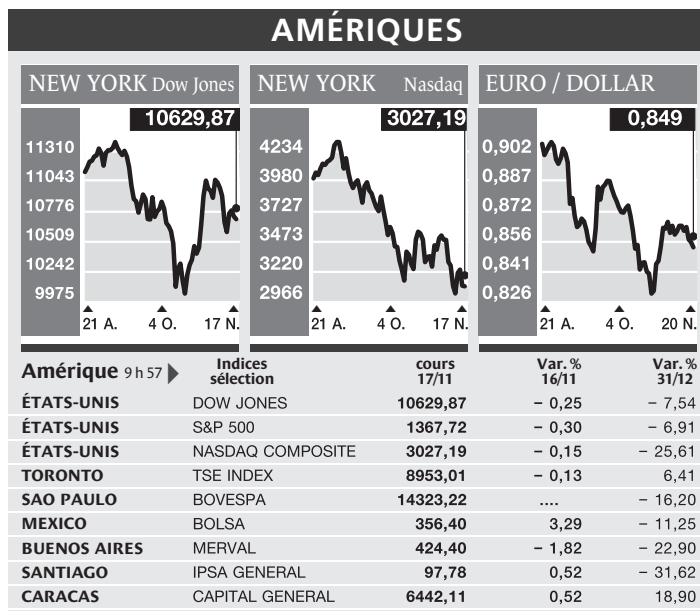 AMÉRIQUES
NEW YORK Dow Jones
10629,87
11310
11043
10776
10509
10242
9975
21 A. 4 O. 17 N.
NEW YORK Nasdaq
3027,19
4234
3980
3727
3473
3220
2966
21 A. 4 O. 17 N.
EURO / DOLLAR
0,849
0,902
0,887
0,872
0,856
0,841
0,826
21 A. 4 O. 20 N.
Amérique 9 h 57 Indices sélection cours 17/11 Var. % 16/11 Var. % 31/12
ÉTATS-UNIS DOW JONES 10629,87 – 0,25 – 7,54
ÉTATS-UNIS S&P 500 1367,72 – 0,30 – 6,91
ÉTATS-UNIS NASDAQ COMPOSITE 3027,19 – 0,15 – 25,61
TORONTO TSE INDEX 8953,01 – 0,13 6,41
SAO PAULO BOVESPA 14323,22 .... – 16,20
MEXICO BOLSA 356,40 3,29 – 11,25
BUENOS AIRES MERVAL 424,40 – 1,82 – 22,90
SANTIAGO IPSA GENERAL 97,78 0,52 – 31,62
CARACAS CAPITAL GENERAL 6442,11 0,52 18,90